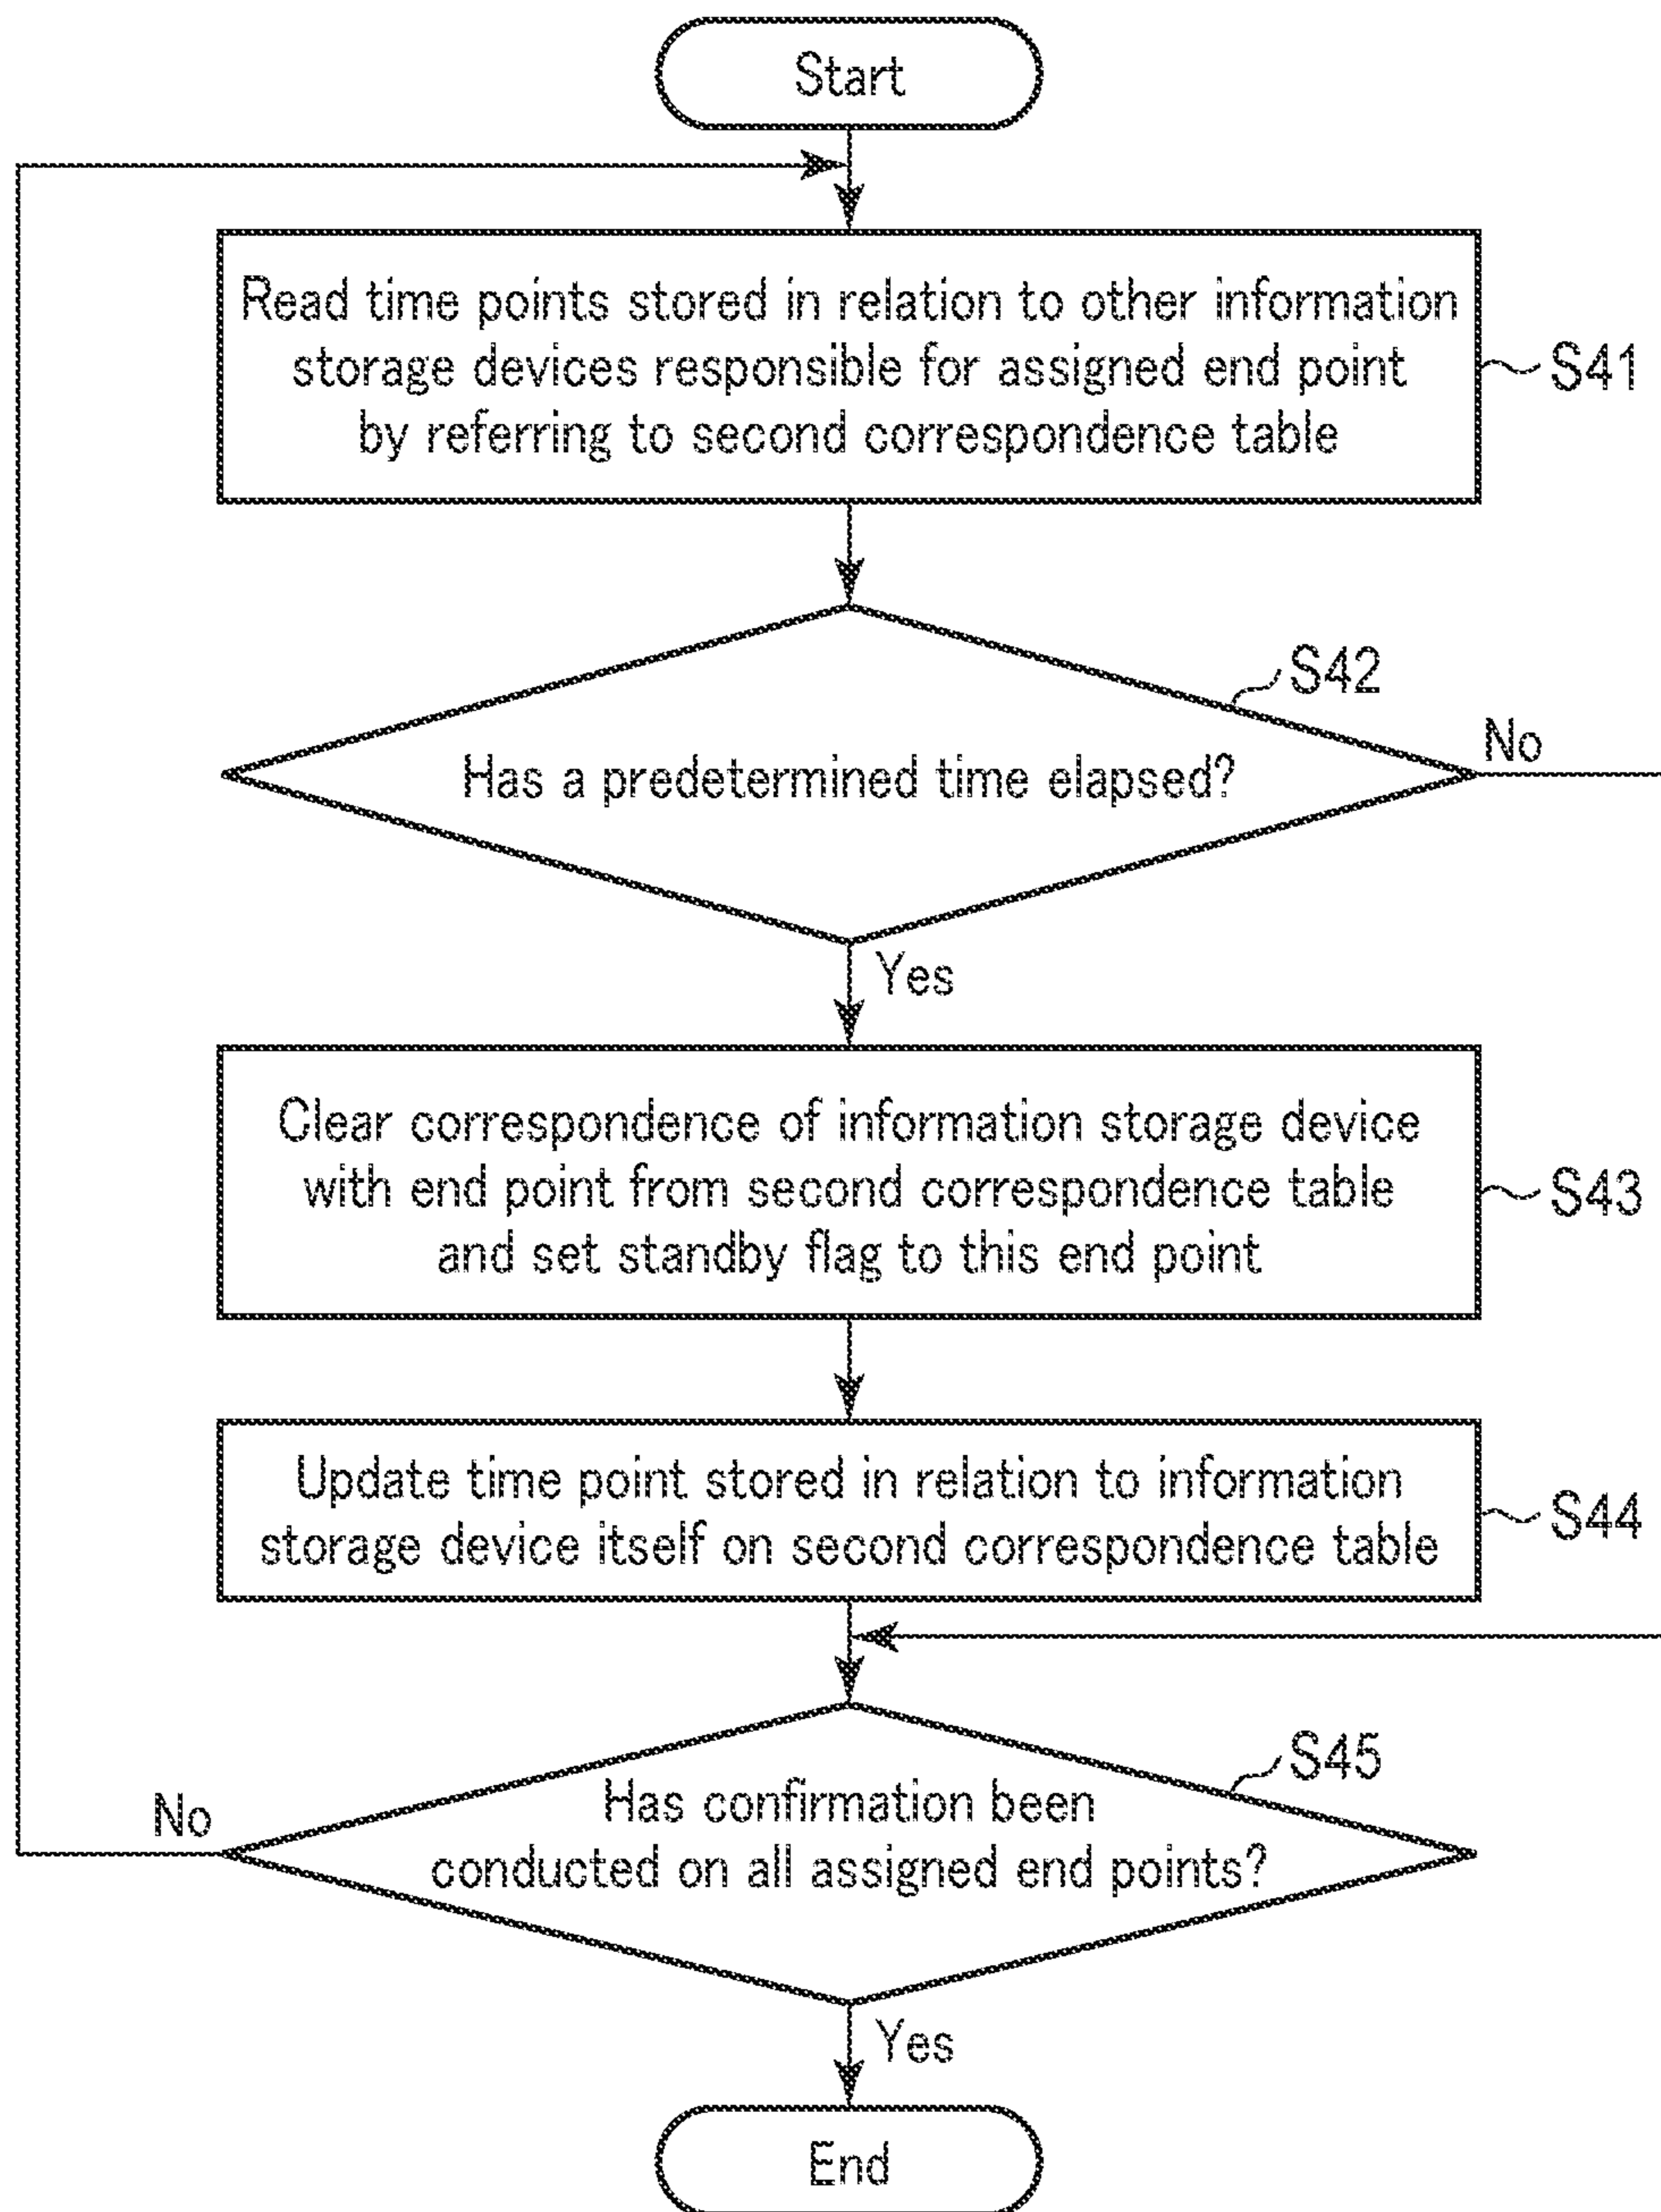 Start
Read time points stored in relation to other information
storage devices responsible for assigned end point
by referring to second correspondence table
S41
S42
Has a predetermined time elapsed?
No
Yes
Clear correspondence of information storage device
with end point from second correspondence table
and set standby flag to this end point
S43
Update time point stored in relation to information
storage device itself on second correspondence table
S44
S45
Has confirmation been
conducted on all assigned end points?
No
Yes
End